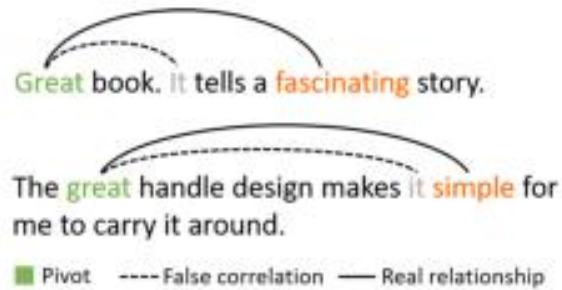 Great book. It tells a fascinating story.
The great handle design makes it simple for
me to carry it around.
Pivot False correlation Real relationship